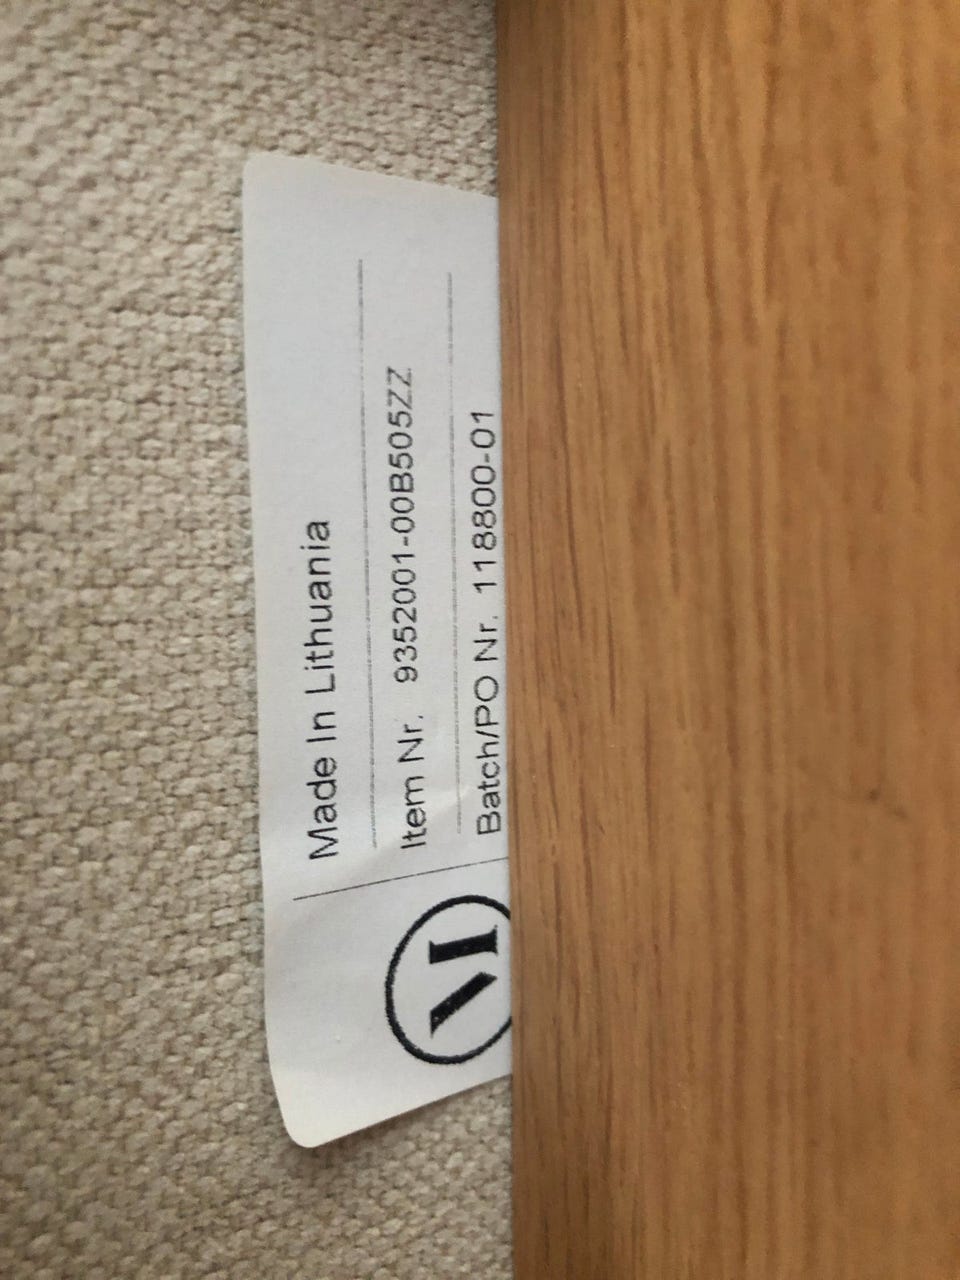 Made In Lithuania
Item Nr. 9352001-00B505ZZ
Batch/PO Nr. 118800-01